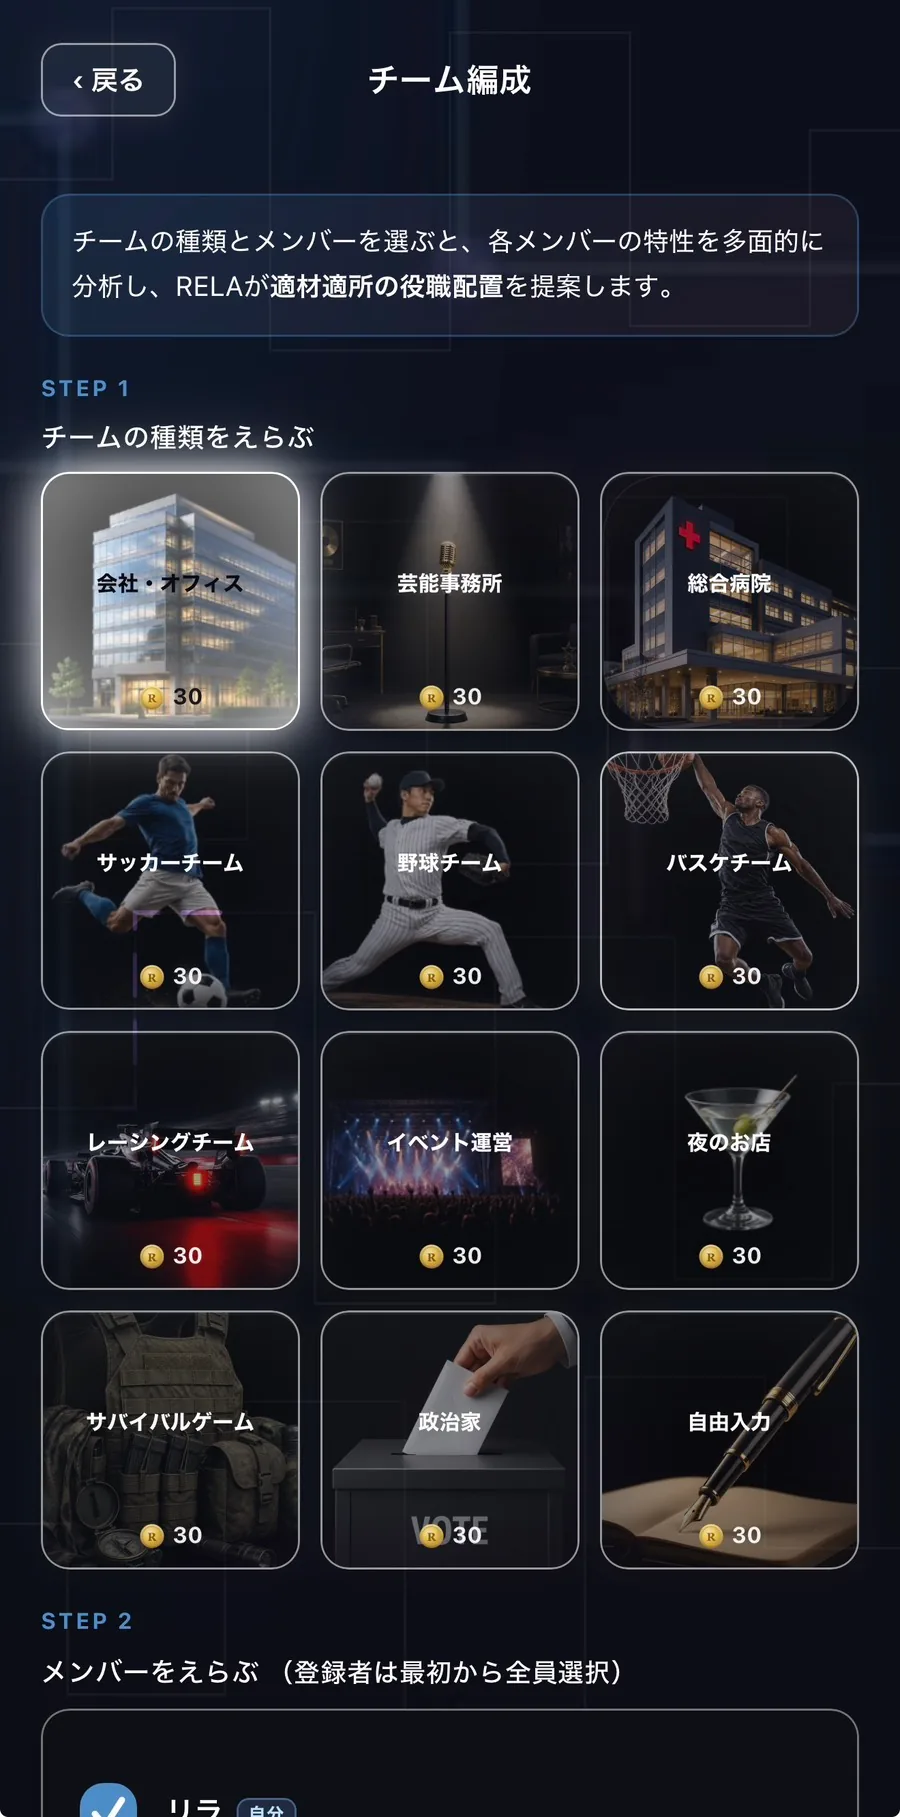 ‹ 戻る
チーム編成
チームの種類とメンバーを選ぶと、各メンバーの特性を多面的に
分析し、RELAが適材適所の役職配置を提案します。
STEP 1
チームの種類をえらぶ
会社・オフィス
R 30
芸能事務所
R 30
総合病院
R 30
サッカーチーム
R 30
野球チーム
R 30
バスケチーム
R 30
レーシングチーム
R 30
イベント運営
R 30
夜のお店
R 30
サバイバルゲーム
R 30
政治家
VOTE
R 30
自由入力
R 30
STEP 2
メンバーをえらぶ （登録者は最初から全員選択）
リラ 自分